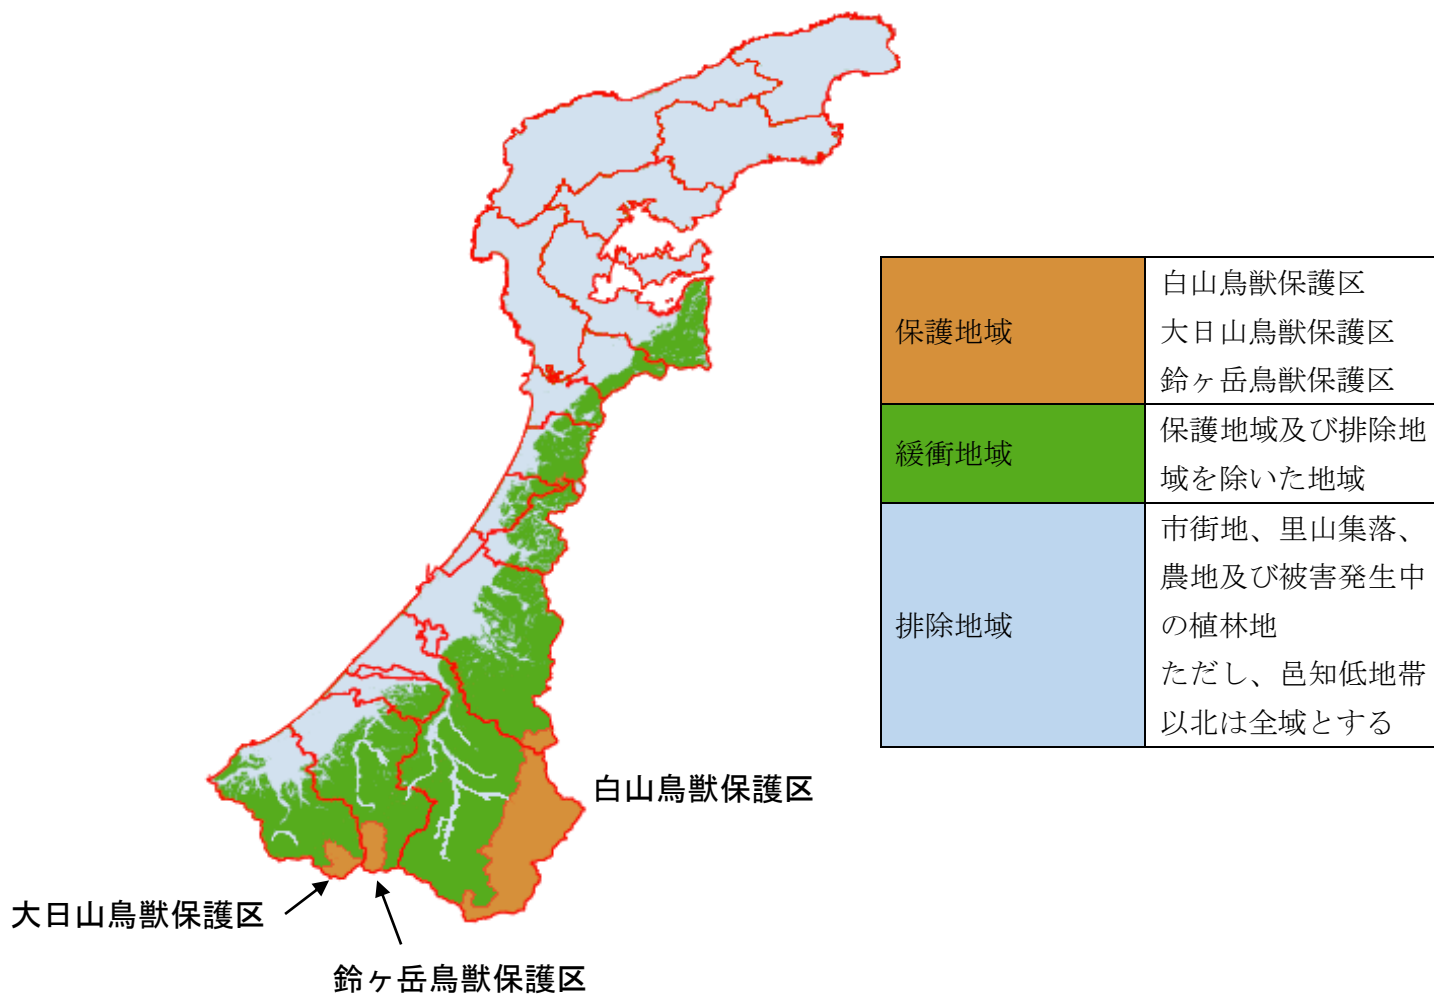 保護地域
白山鳥獣保護区
大日山鳥獣保護区
鈴ヶ岳鳥獣保護区
緩衝地域
保護地域及び排除地
域を除いた地域
排除地域
市街地、里山集落、
農地及び被害発生中
の植林地
ただし、邑知低地帯
以北は全域とする
白山鳥獣保護区
大日山鳥獣保護区
鈴ヶ岳鳥獣保護区